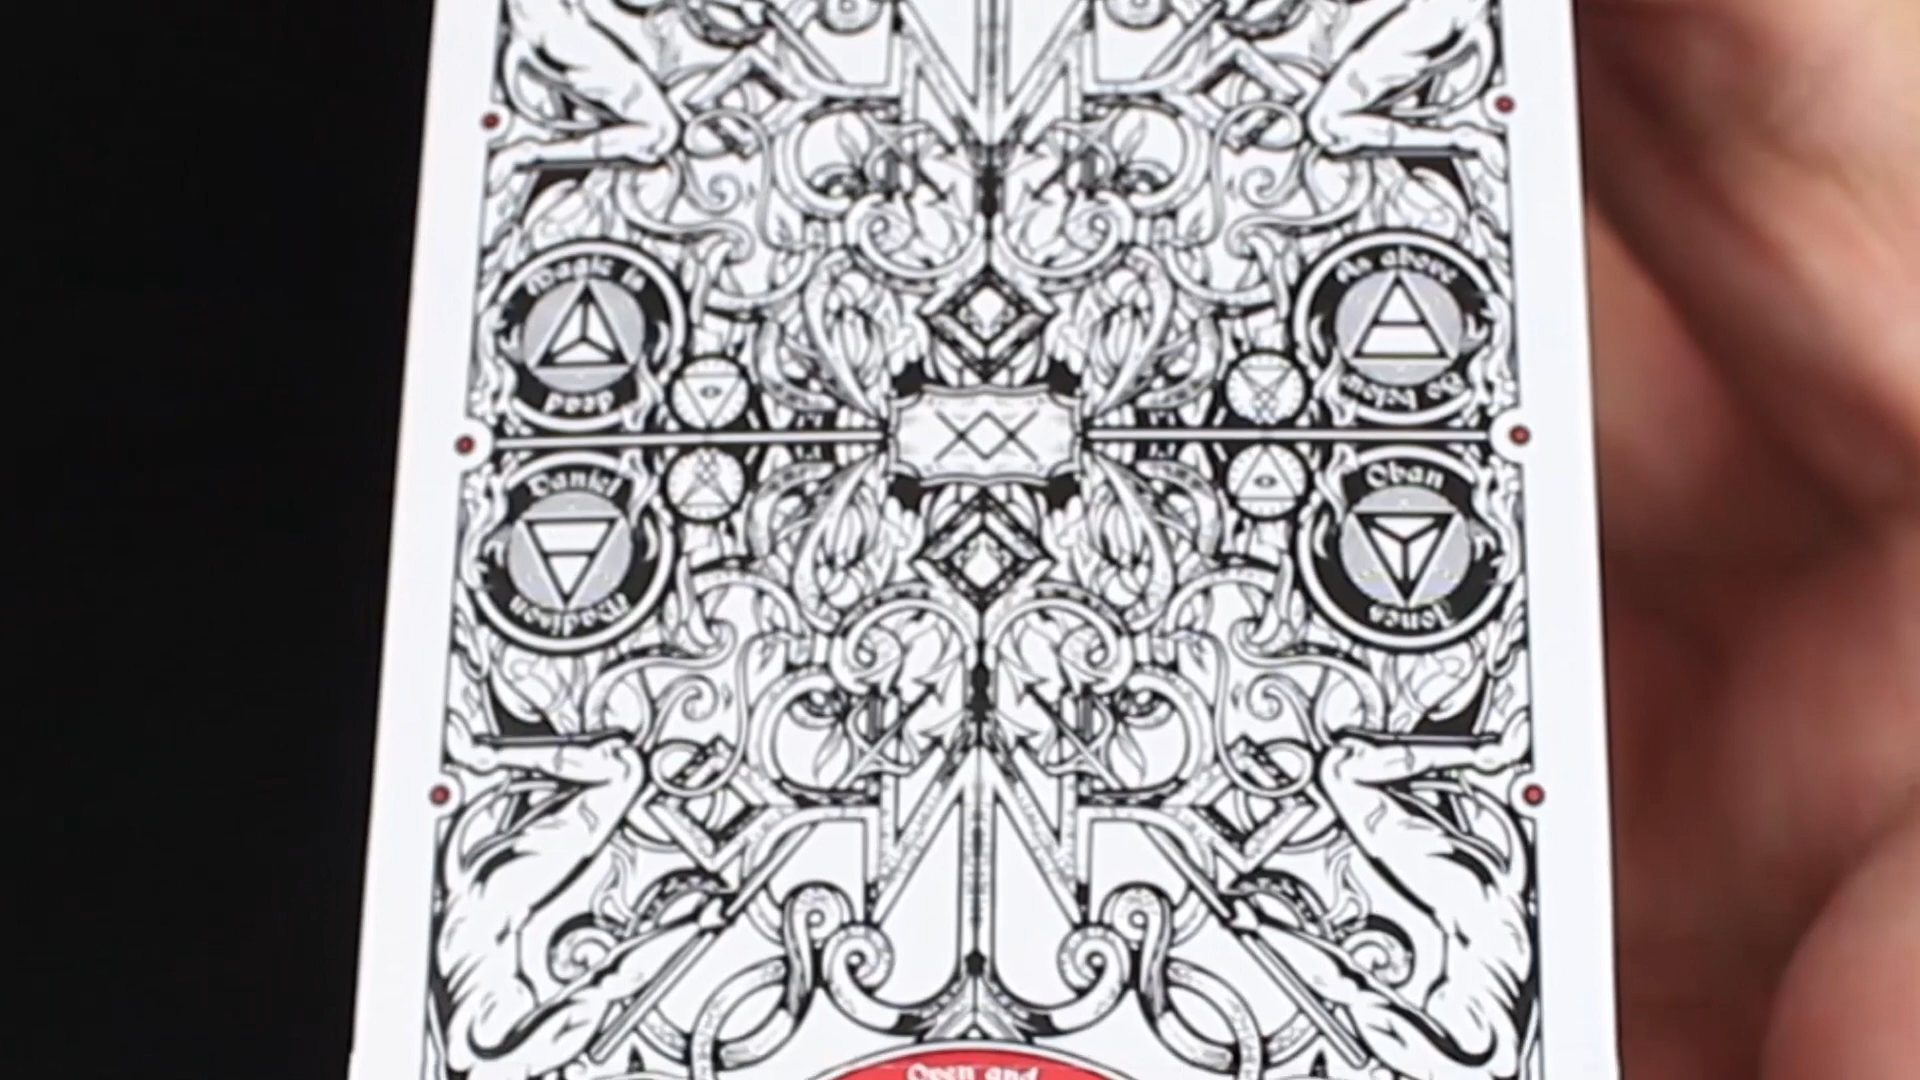 Magic is
dead
As above
So below
Daniel
Madison
Oban
Jones
Open and